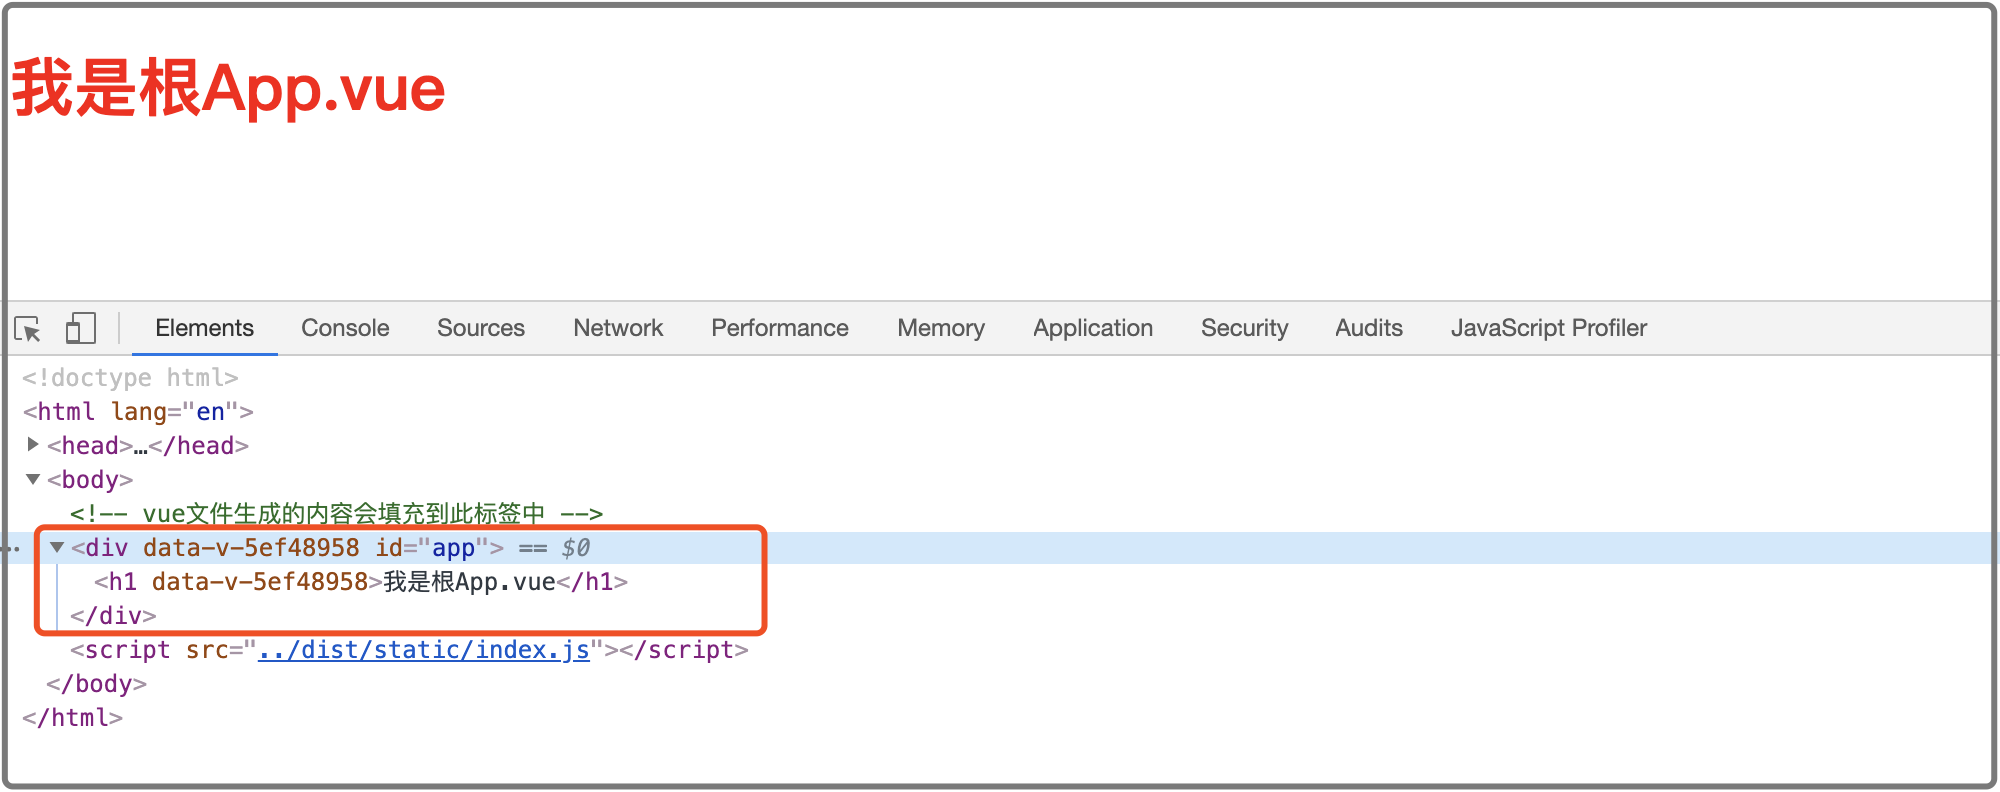 我是根App.vue
Elements Console Sources Network Performance Memory Application Security Audits JavaScript Profiler
<!doctype html>
<html lang="en">
<head>…</head>
<body>
<!-- vue文件生成的内容会填充到此标签中 -->
<div data-v-5ef48958 id="app"> == $0
<h1 data-v-5ef48958>我是根App.vue</h1>
</div>
<script src="../dist/static/index.js"></script>
</body>
</html>